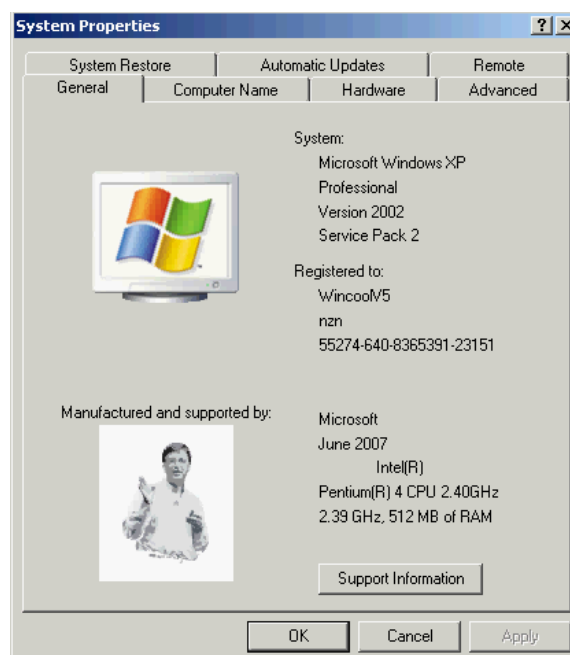 System Properties
System Restore Automatic Updates Remote
General Computer Name Hardware Advanced
System:
Microsoft Windows XP
Professional
Version 2002
Service Pack 2
Registered to:
WincoolV5
nzn
55274-640-8365391-23151
Manufactured and supported by:
Microsoft
June 2007
Intel(R)
Pentium(R) 4 CPU 2.40GHz
2.39 GHz, 512 MB of RAM
Support Information
OK Cancel Apply